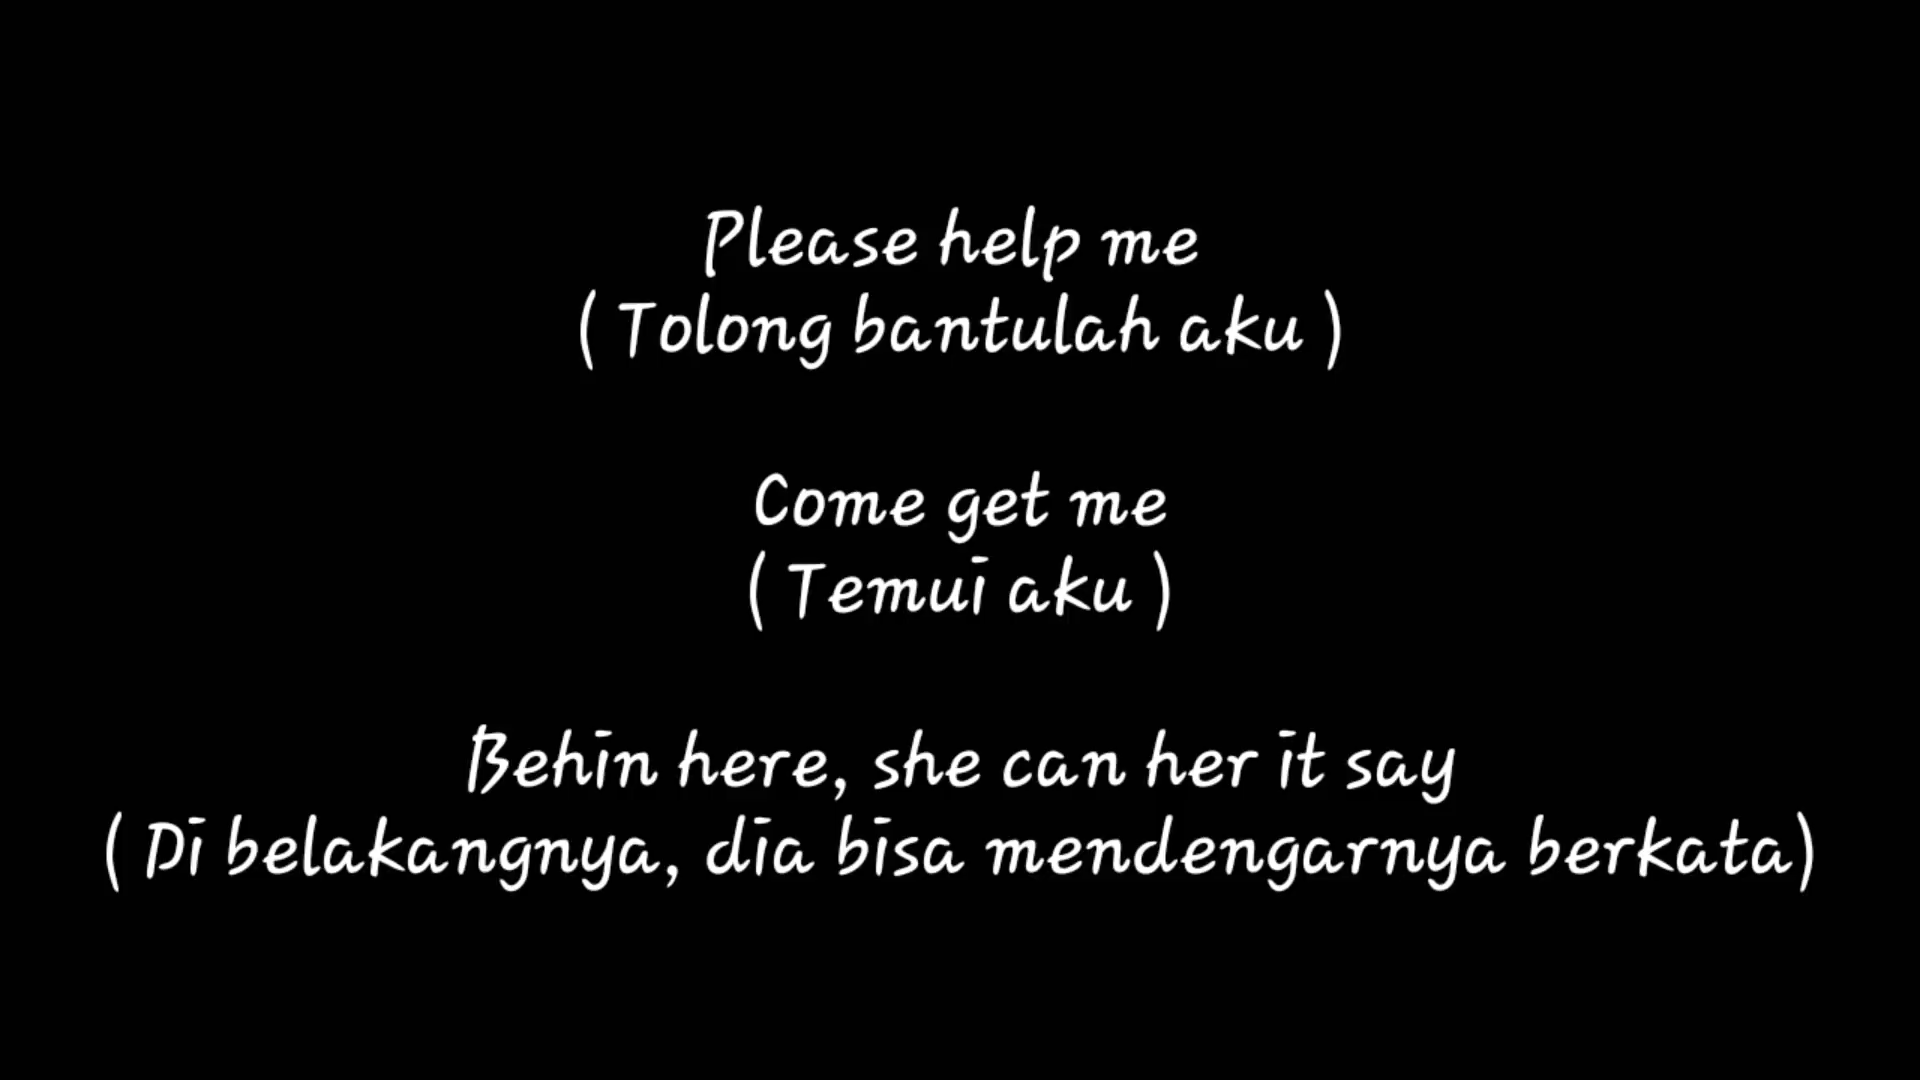 Please help me
( Tolong bantulah aku )
Come get me
( Temui aku )
Behin here, she can her it say
( Di belakangnya, dia bisa mendengarnya berkata)